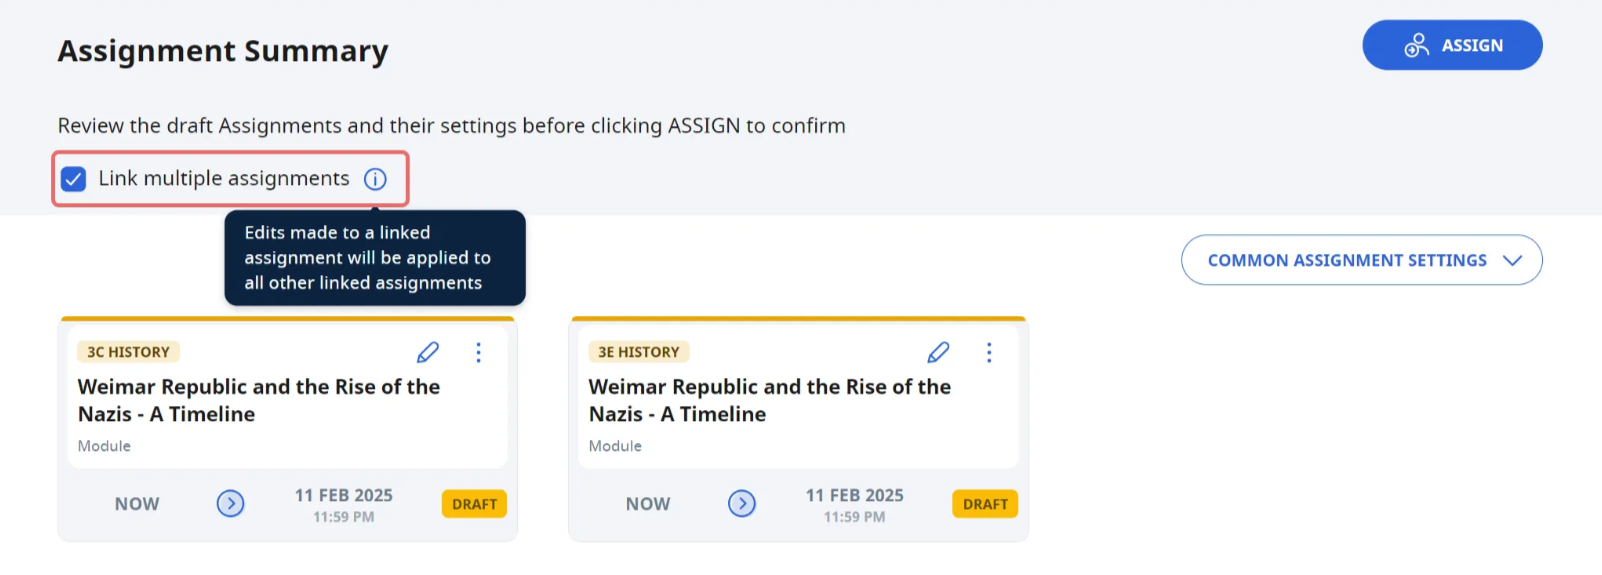 Assignment Summary
ASSIGN
Review the draft Assignments and their settings before clicking ASSIGN to confirm
Link multiple assignments
Edits made to a linked
assignment will be applied to
all other linked assignments
COMMON ASSIGNMENT SETTINGS
3C HISTORY
Weimar Republic and the Rise of the
Nazis - A Timeline
Module
NOW
11 FEB 2025
11:59 PM
DRAFT
3E HISTORY
Weimar Republic and the Rise of the
Nazis - A Timeline
Module
NOW
11 FEB 2025
11:59 PM
DRAFT